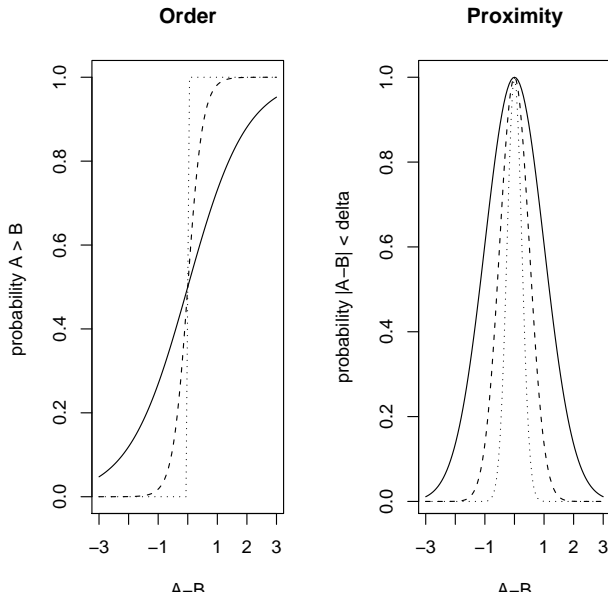 Order
probability A > B
0.0 0.2 0.4 0.6 0.8 1.0
−3 −1 1 2 3
A−B
Proximity
probability |A−B| < delta
0.0 0.2 0.4 0.6 0.8 1.0
−3 −1 1 2 3
A−B